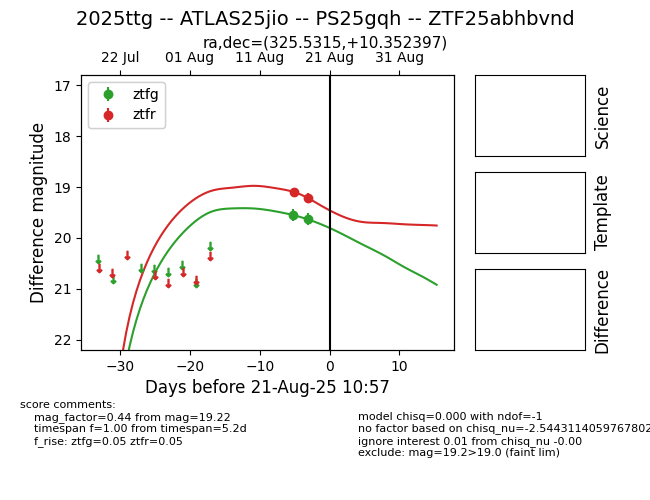 2025ttg -- ATLAS25jio -- PS25gqh -- ZTF25abhbvnd
ra,dec=(325.5315,+10.352397)
22 Jul 01 Aug 11 Aug 21 Aug 31 Aug
ztfg
ztfr
17
18
19
20
21
22
Difference magnitude
−30 −20 −10 0 10
Days before 21-Aug-25 10:57
Science
Template
Difference
score comments:
mag_factor=0.44 from mag=19.22
timespan f=1.00 from timespan=5.2d
f_rise: ztfg=0.05 ztfr=0.05
model chisq=0.000 with ndof=-1
no factor based on chisq_nu=-2.5443114059767802
ignore interest 0.01 from chisq_nu -0.00
exclude: mag=19.2>19.0 (faint lim)